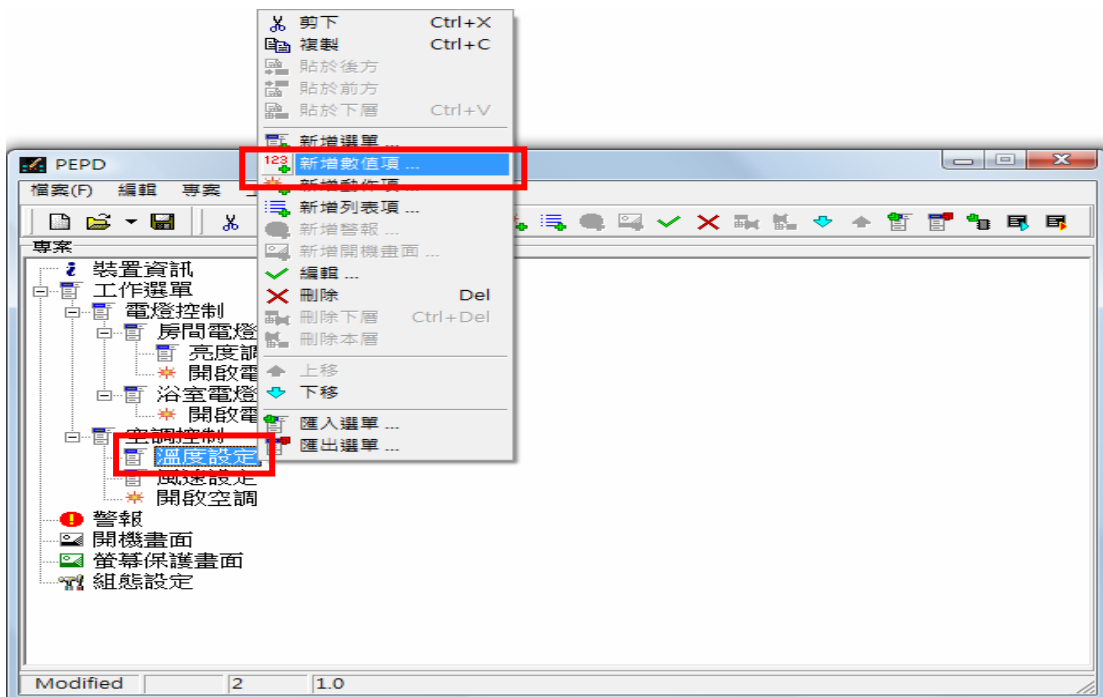 剪下 Ctrl+X
複製 Ctrl+C
貼於後方
貼於前方
貼於下層 Ctrl+V
新增選單 ...
新增數值項 ...
新增動作項 ...
新增列表項 ...
新增警報 ...
新增開機畫面 ...
編輯 ...
刪除 Del
刪除下層 Ctrl+Del
刪除本層
上移
下移
匯入選單 ...
匯出選單 ...
PEPD
檔案(F) 編輯 專案
專案
裝置資訊
工作選單
電燈控制
房間電燈
亮度調
開啟電
浴室電燈
開啟電
空調控制
溫度設定
風速設定
開啟空調
警報
開機畫面
螢幕保護畫面
組態設定
Modified 2 1.0